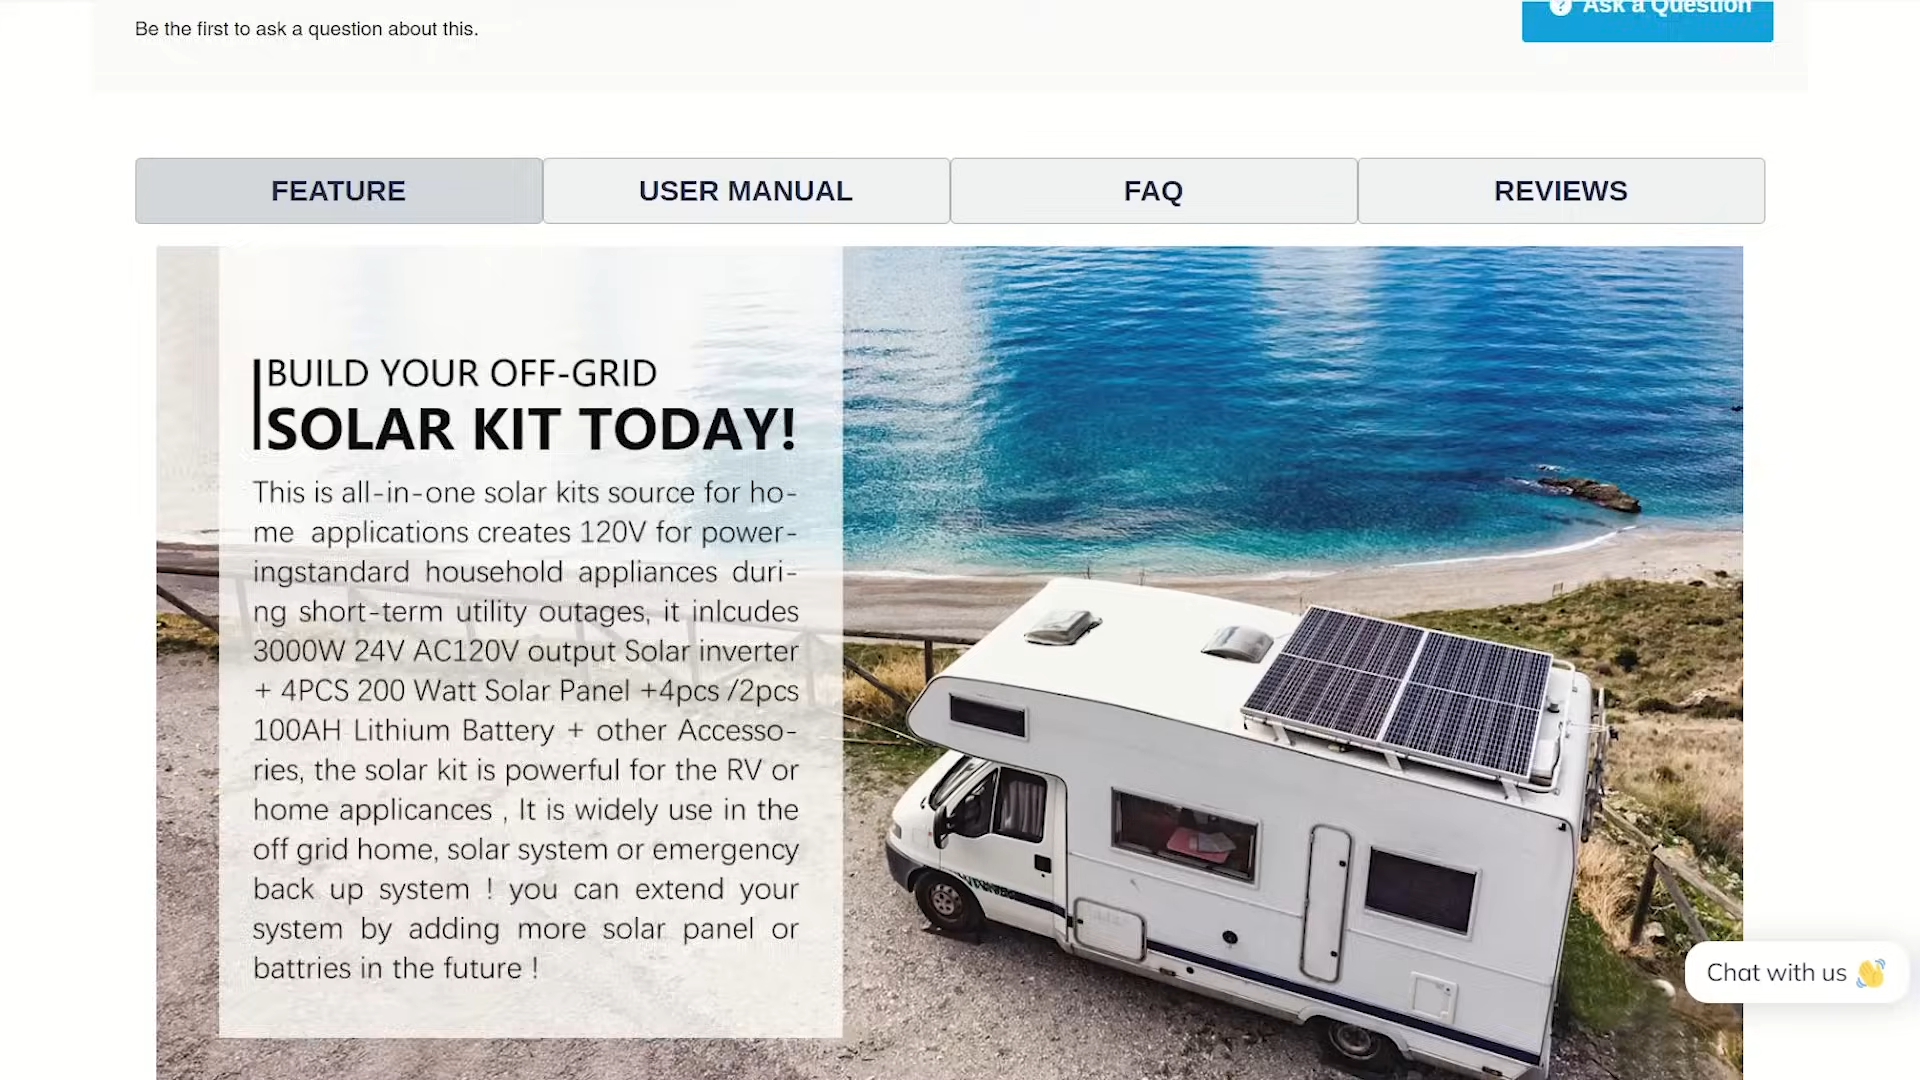 Be the first to ask a question about this.
Ask a Question
FEATURE
USER MANUAL
FAQ
REVIEWS
BUILD YOUR OFF-GRID
SOLAR KIT TODAY!
This is all-in-one solar kits source for ho-
me applications creates 120V for power-
ingstandard household appliances duri-
ng short-term utility outages, it inlcudes
3000W 24V AC120V output Solar inverter
+ 4PCS 200 Watt Solar Panel +4pcs /2pcs
100AH Lithium Battery + other Accesso-
ries, the solar kit is powerful for the RV or
home applicances , It is widely use in the
off grid home, solar system or emergency
back up system ! you can extend your
system by adding more solar panel or
battries in the future !
Chat with us 👋